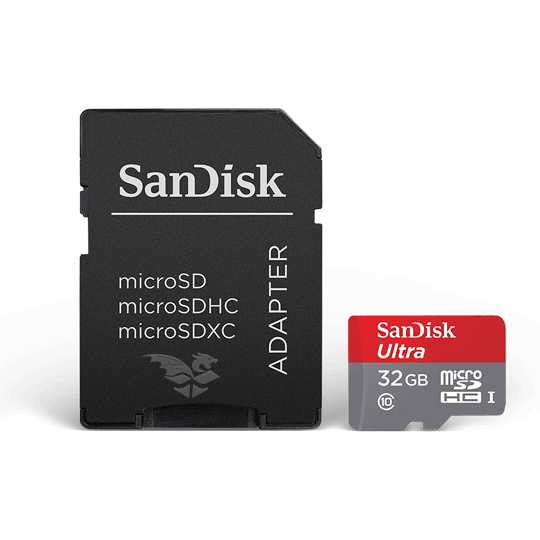 SanDisk
microSD
microSDHC
microSDXC
ADAPTER
SanDisk
Ultra
32GB
micro
SD
HC I
10